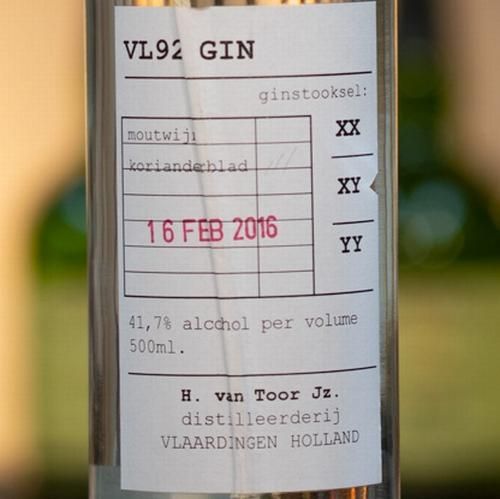 VL92 GIN
ginstooksel:
moutwijn
XX
korianderblad
XY
16 FEB 2016
YY
41,7% alcohol per volume
500ml.
H. van Toor Jz.
distilleerderij
VLAARDINGEN HOLLAND